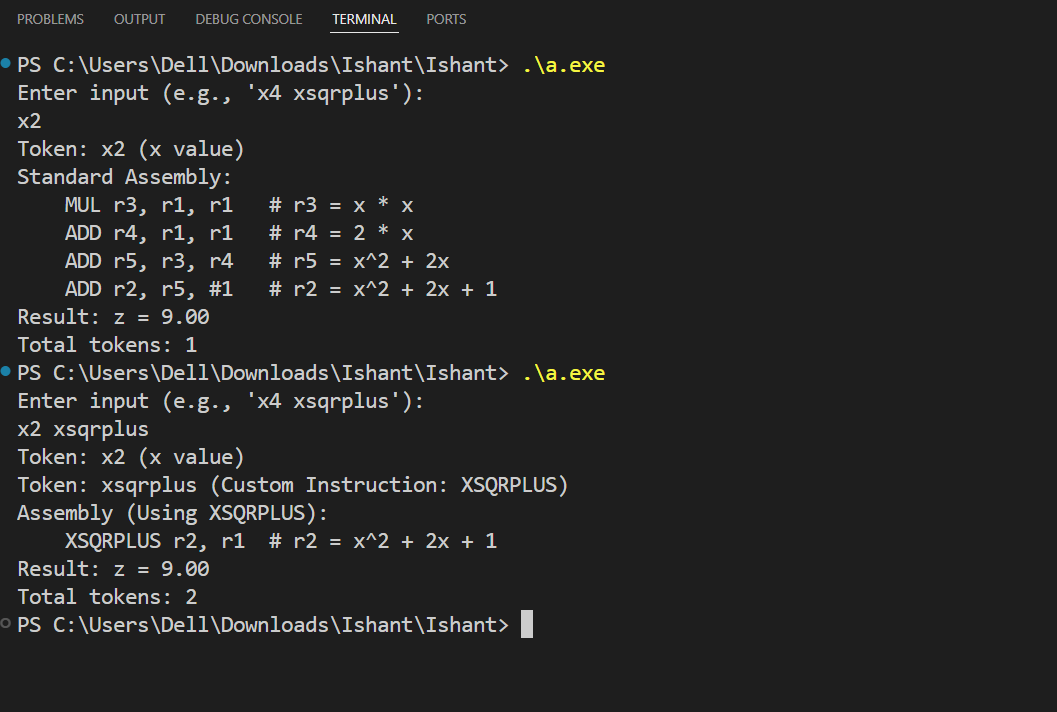 PROBLEMS OUTPUT DEBUG CONSOLE TERMINAL PORTS
PS C:\Users\Dell\Downloads\Ishant\Ishant> .\a.exe
Enter input (e.g., 'x4 xsqrplus'):
x2
Token: x2 (x value)
Standard Assembly:
    MUL r3, r1, r1   # r3 = x * x
    ADD r4, r1, r1   # r4 = 2 * x
    ADD r5, r3, r4   # r5 = x^2 + 2x
    ADD r2, r5, #1   # r2 = x^2 + 2x + 1
Result: z = 9.00
Total tokens: 1
PS C:\Users\Dell\Downloads\Ishant\Ishant> .\a.exe
Enter input (e.g., 'x4 xsqrplus'):
x2 xsqrplus
Token: x2 (x value)
Token: xsqrplus (Custom Instruction: XSQRPLUS)
Assembly (Using XSQRPLUS):
    XSQRPLUS r2, r1  # r2 = x^2 + 2x + 1
Result: z = 9.00
Total tokens: 2
PS C:\Users\Dell\Downloads\Ishant\Ishant>